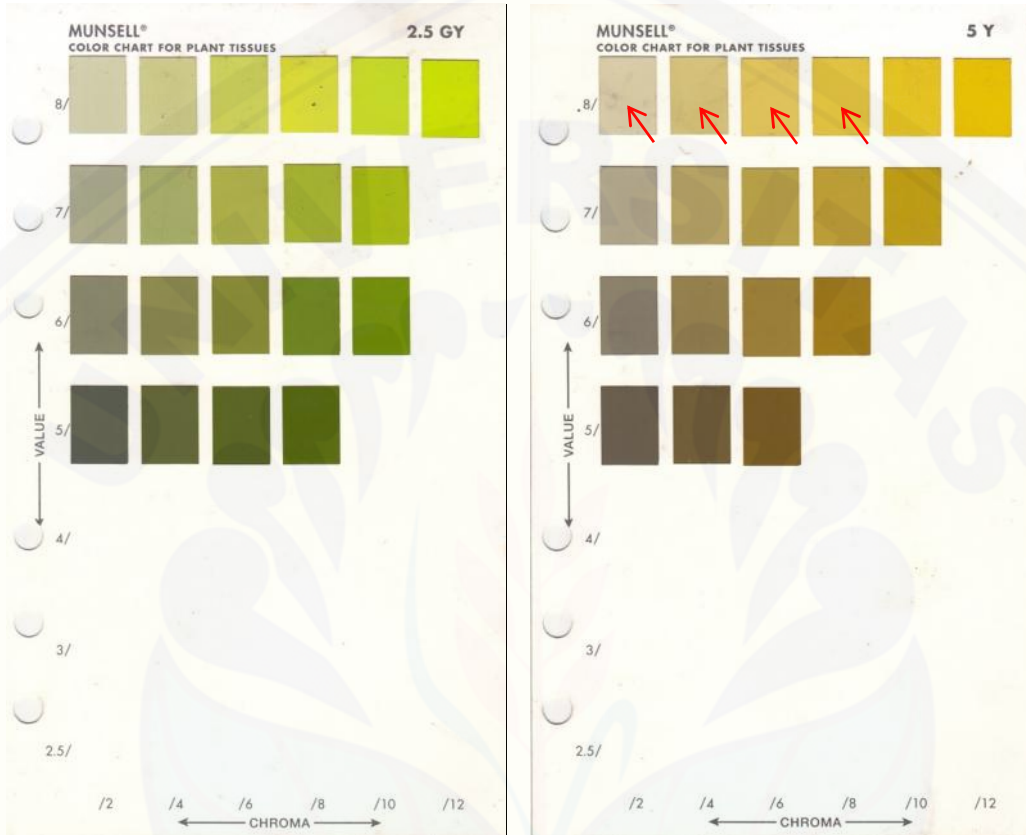 MUNSELL® 2.5 GY
COLOR CHART FOR PLANT TISSUES
8/
7/
6/
5/
VALUE
4/
3/
2.5/
/2 /4 /6 /8 /10 /12
CHROMA
MUNSELL® 5 Y
COLOR CHART FOR PLANT TISSUES
8/
7/
6/
5/
VALUE
4/
3/
2.5/
/2 /4 /6 /8 /10 /12
CHROMA
UNIVERSITAS